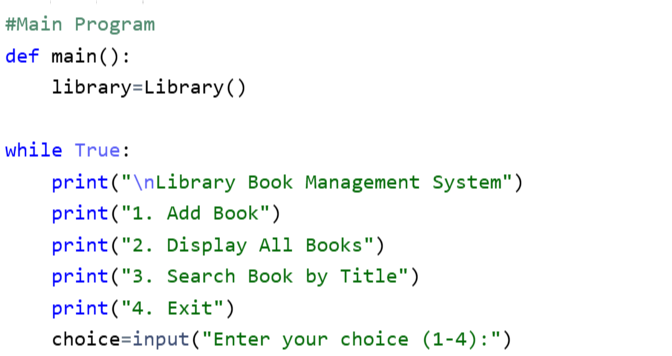 #Main Program
def main():
    library=Library()
while True:
    print("\nLibrary Book Management System")
    print("1. Add Book")
    print("2. Display All Books")
    print("3. Search Book by Title")
    print("4. Exit")
    choice=input("Enter your choice (1-4):")